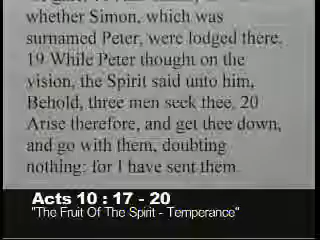 whether Simon, which was
surnamed Peter, were lodged there,
19 While Peter thought on the
vision, the Spirit said unto him,
Behold, three men seek thee. 20
Arise therefore, and get thee down,
and go with them, doubting
nothing: for I have sent them.
Acts 10 : 17 - 20
"The Fruit Of The Spirit - Temperance"